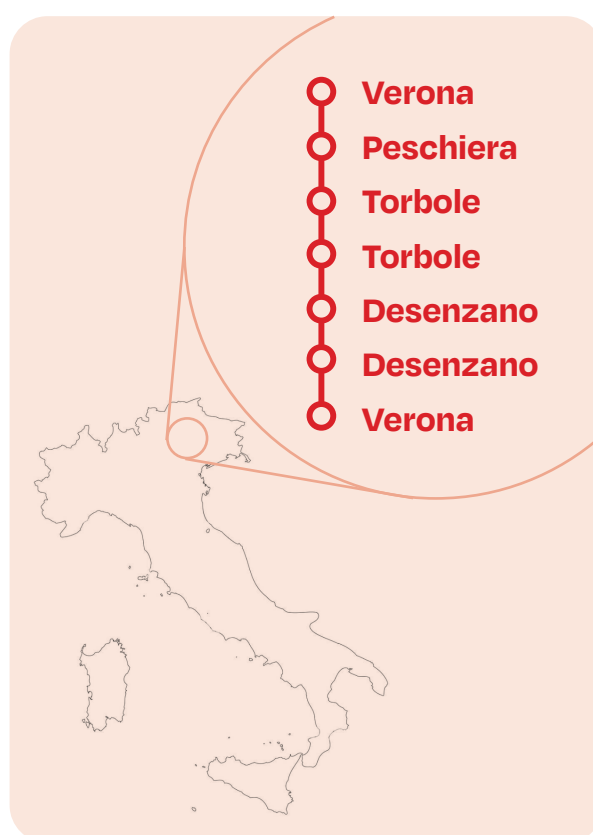 Verona
Peschiera
Torbole
Torbole
Desenzano
Desenzano
Verona